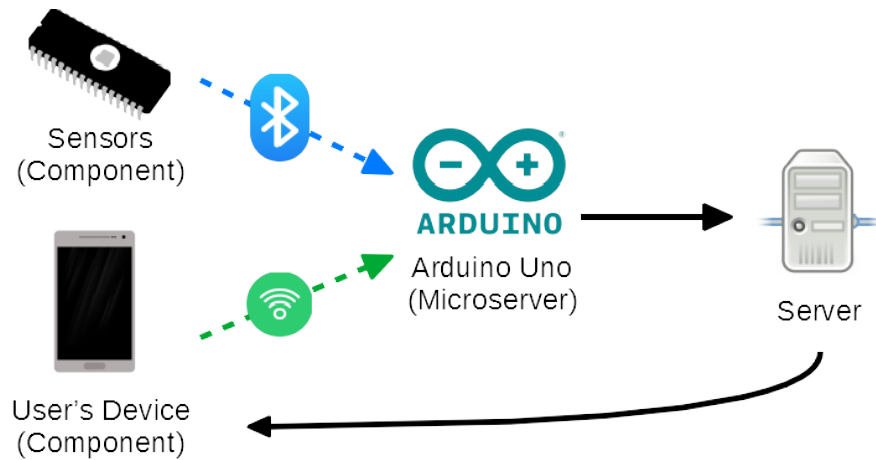 Sensors
(Component)
ARDUINO
Arduino Uno
(Microserver)
Server
User's Device
(Component)